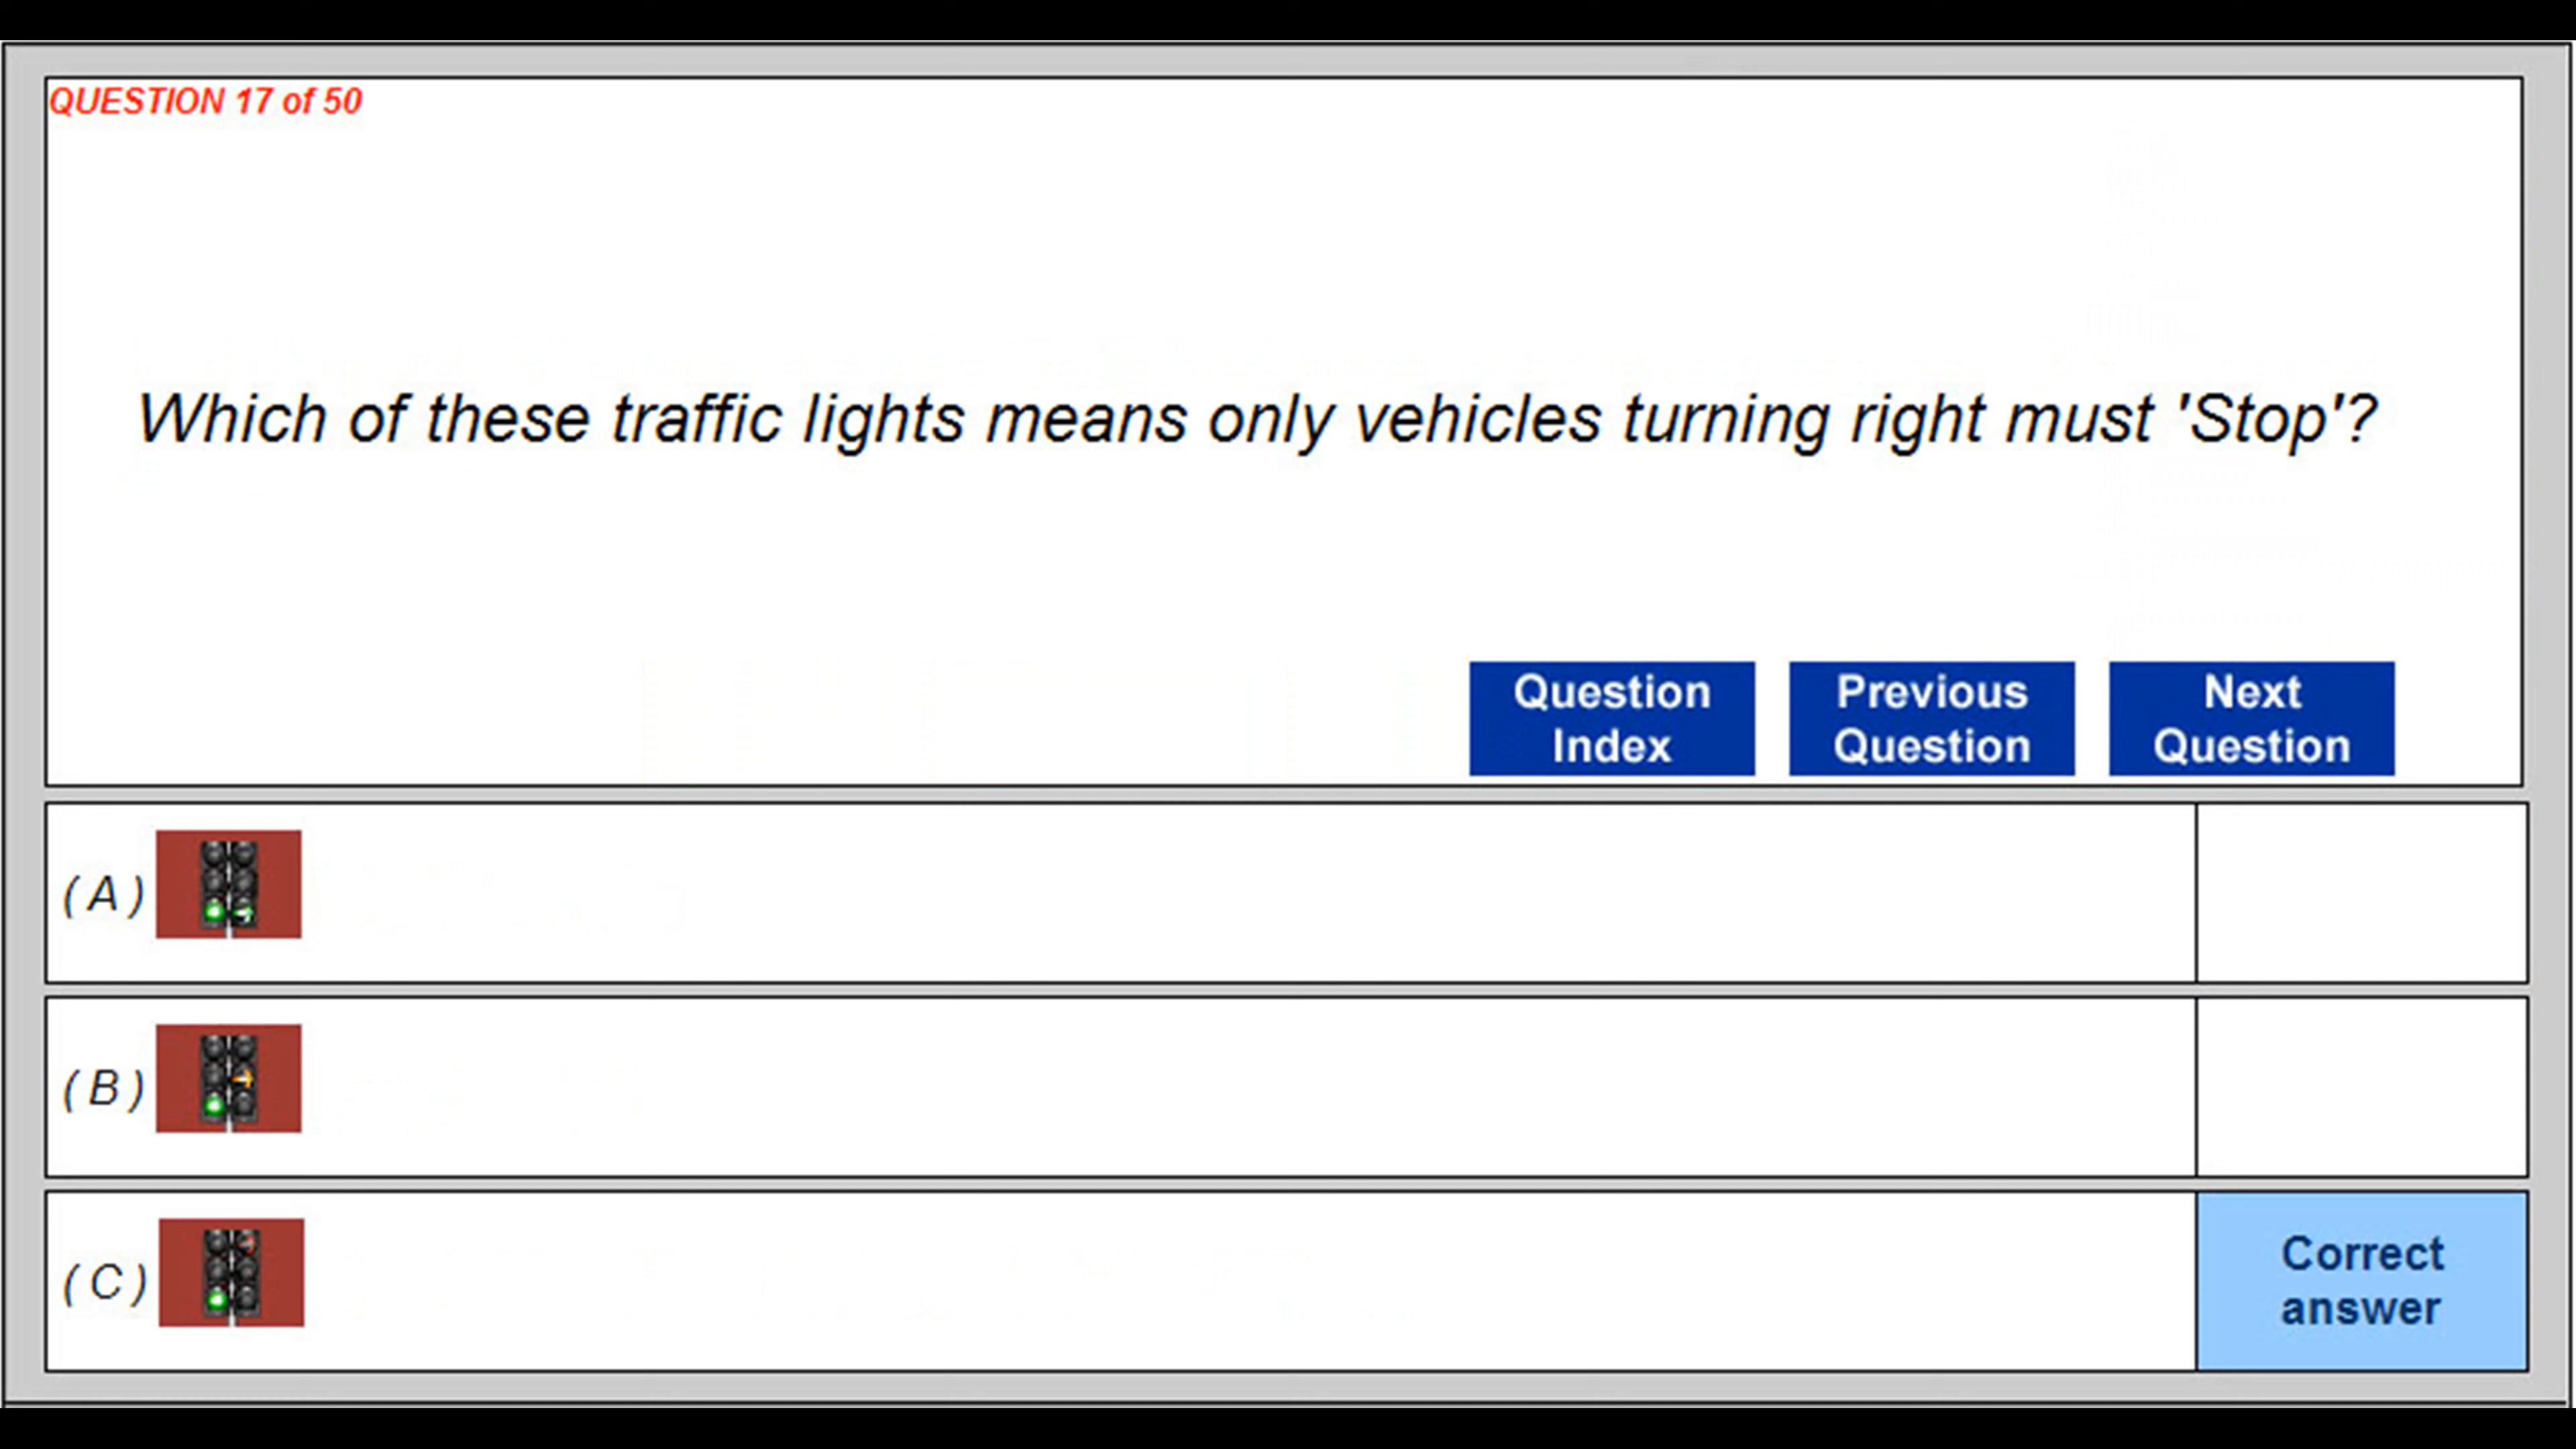 QUESTION 17 of 50
Which of these traffic lights means only vehicles turning right must 'Stop'?
Question
Index
Previous
Question
Next
Question
( A )
( B )
( C )
Correct
answer